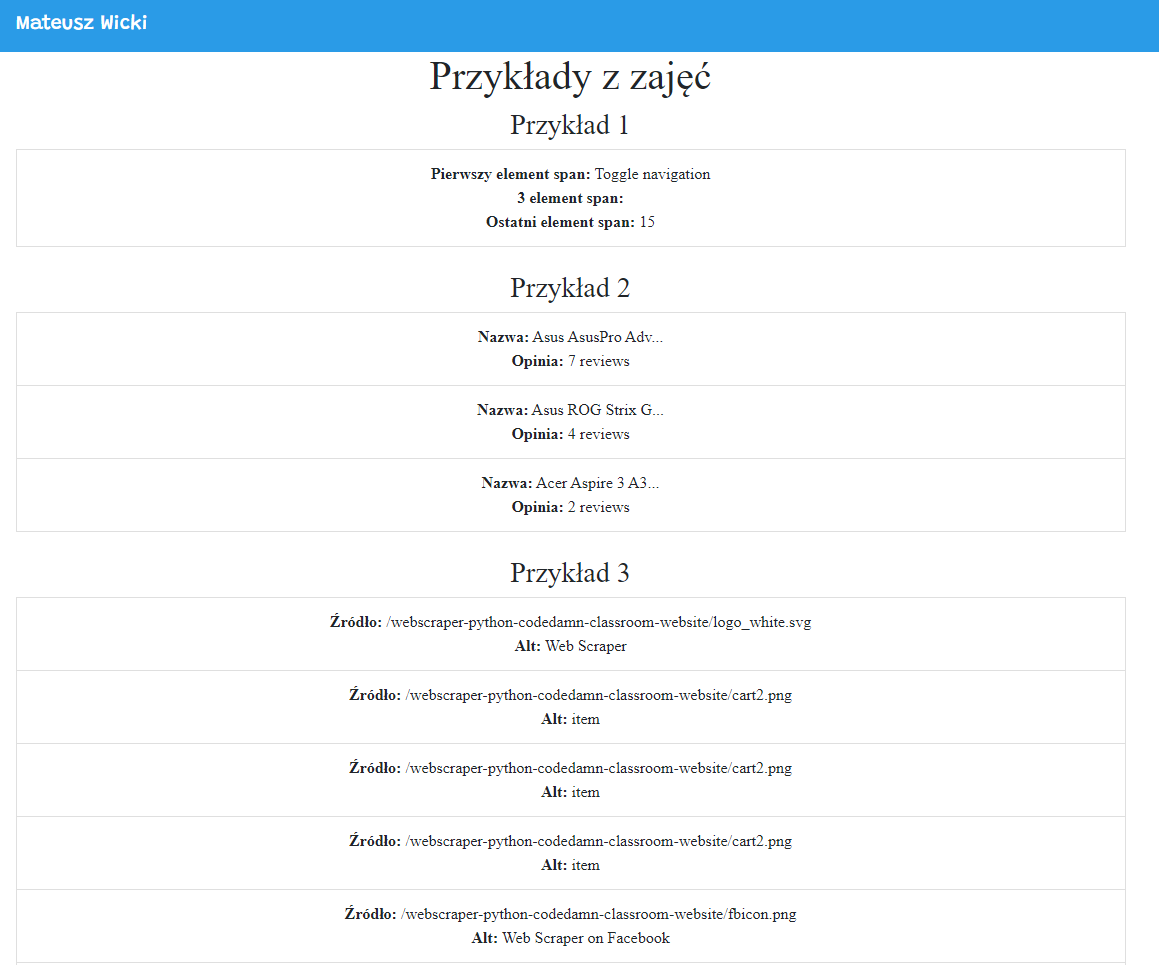 Mateusz Wicki
Przykłady z zajęć
Przykład 1
Pierwszy element span: Toggle navigation
3 element span:
Ostatni element span: 15
Przykład 2
Nazwa: Asus AsusPro Adv...
Opinia: 7 reviews
Nazwa: Asus ROG Strix G...
Opinia: 4 reviews
Nazwa: Acer Aspire 3 A3...
Opinia: 2 reviews
Przykład 3
Źródło: /webscraper-python-codedamn-classroom-website/logo_white.svg
Alt: Web Scraper
Źródło: /webscraper-python-codedamn-classroom-website/cart2.png
Alt: item
Źródło: /webscraper-python-codedamn-classroom-website/cart2.png
Alt: item
Źródło: /webscraper-python-codedamn-classroom-website/cart2.png
Alt: item
Źródło: /webscraper-python-codedamn-classroom-website/fbicon.png
Alt: Web Scraper on Facebook